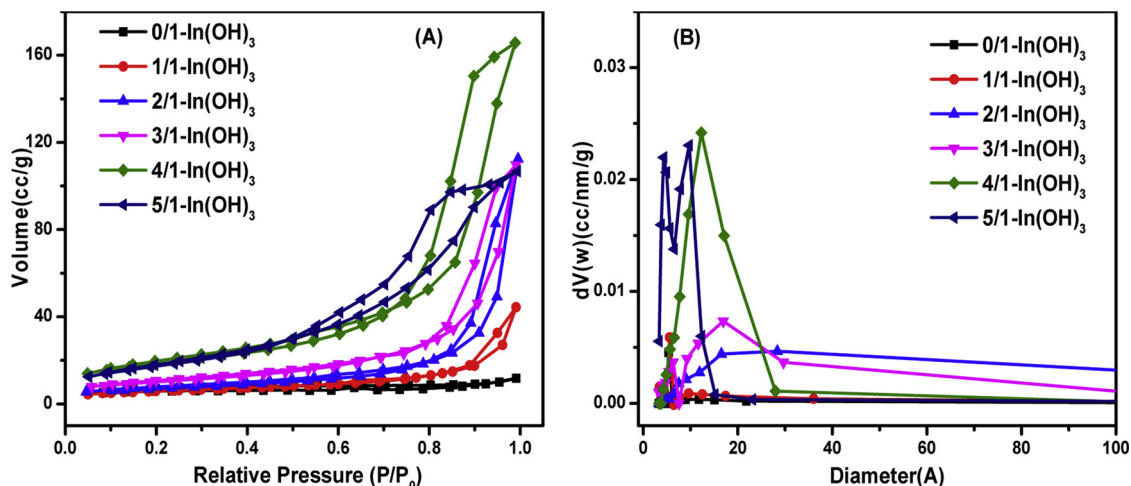 (A)
0/1-In(OH)₃
1/1-In(OH)₃
2/1-In(OH)₃
3/1-In(OH)₃
4/1-In(OH)₃
5/1-In(OH)₃
Volume(cc/g)
160
120
80
40
0
0.0 0.2 0.4 0.6 0.8 1.0
Relative Pressure (P/P₀)
(B)
0/1-In(OH)₃
1/1-In(OH)₃
2/1-In(OH)₃
3/1-In(OH)₃
4/1-In(OH)₃
5/1-In(OH)₃
dV(w)(cc/nm/g)
0.03
0.02
0.01
0.00
0 20 40 60 80 100
Diameter(A)